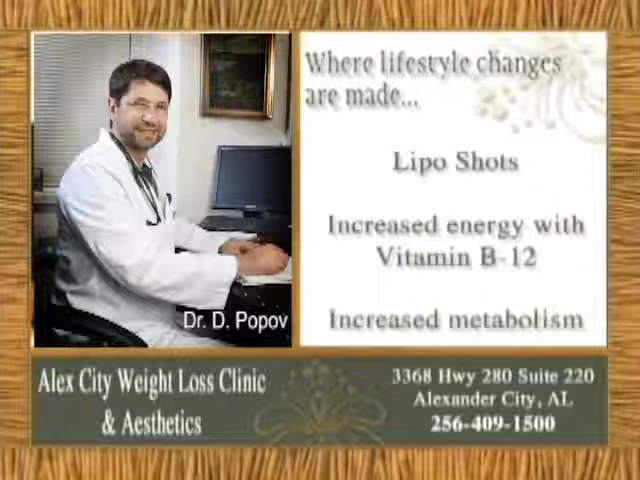 Where lifestyle changes
are made...
Lipo Shots
Increased energy with
Vitamin B-12
Increased metabolism
Dr. D. Popov
Alex City Weight Loss Clinic
& Aesthetics
3368 Hwy 280 Suite 220
Alexander City, AL
256-409-1500